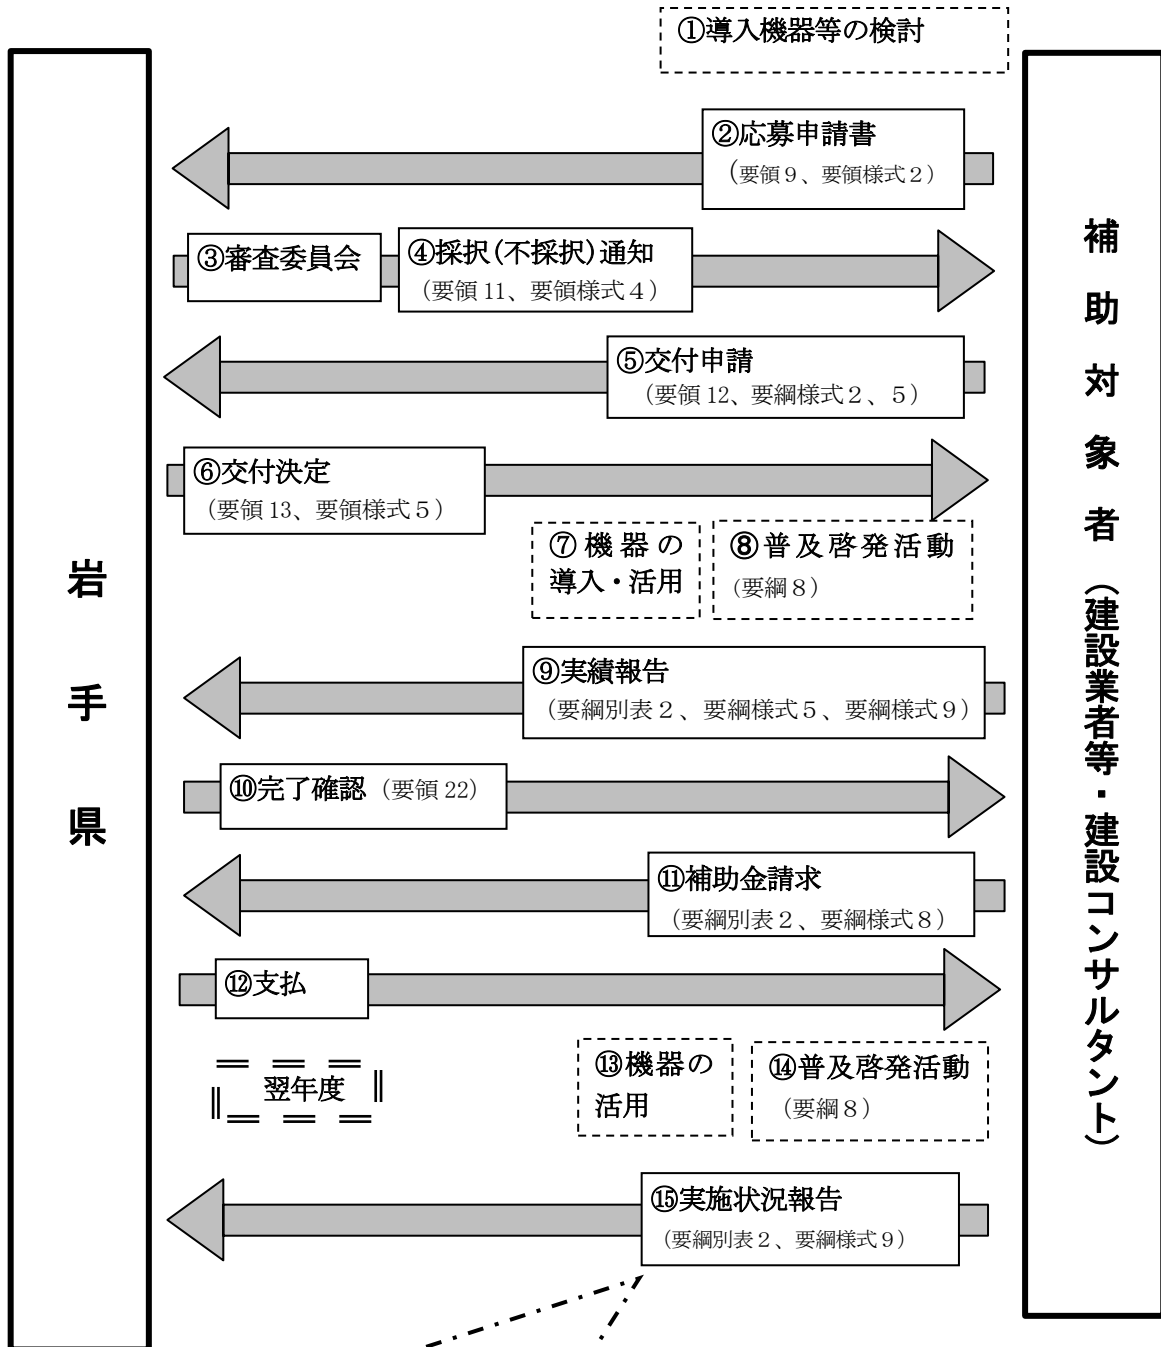 ①導入機器等の検討
②応募申請書
（要領９、要領様式２）
③審査委員会
④採択(不採択)通知
（要領 11、要領様式４）
⑤交付申請
（要領 12、要綱様式２、５）
⑥交付決定
（要領 13、要領様式５）
⑦機器の
導入・活用
⑧普及啓発活動
（要綱８）
⑨実績報告
（要綱別表２、要綱様式５、要綱様式９）
⑩完了確認（要領 22）
⑪補助金請求
（要綱別表２、要綱様式８）
⑫支払
翌年度
⑬機器の
活用
⑭普及啓発活動
（要綱８）
⑮実施状況報告
（要綱別表２、要綱様式９）
岩手県
補助対象者（建設業者等・建設コンサルタント）